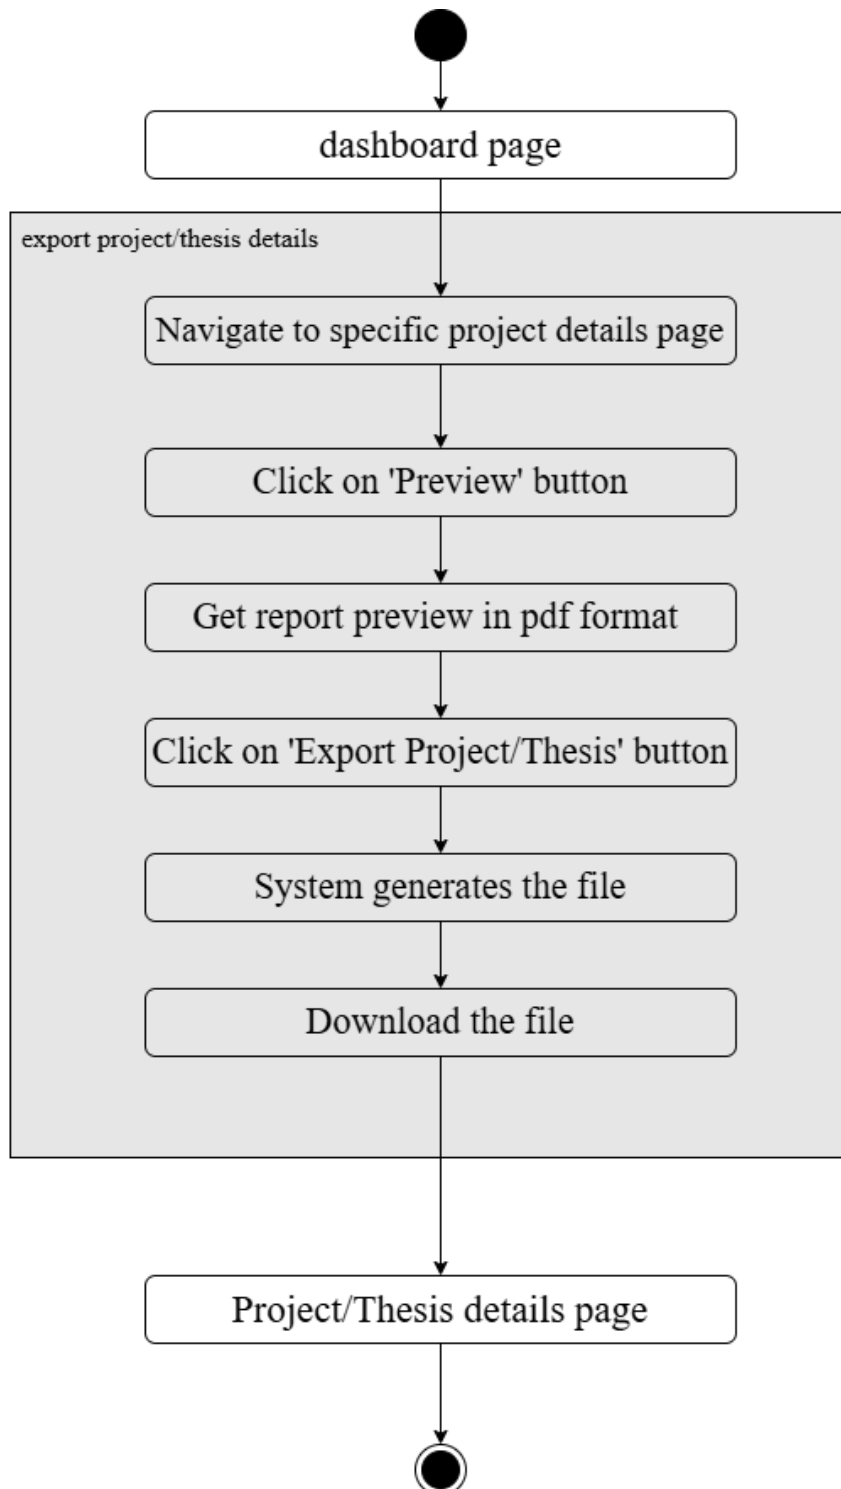 dashboard page
export project/thesis details
Navigate to specific project details page
Click on 'Preview' button
Get report preview in pdf format
Click on 'Export Project/Thesis' button
System generates the file
Download the file
Project/Thesis details page